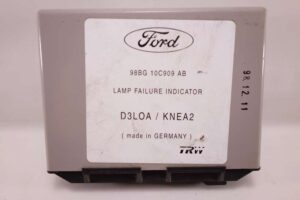 Ford
98BG 10C909 AB
LAMP FAILURE INDICATOR
D3LOA / KNEA2
( made in GERMANY )
TRW
98.12.11